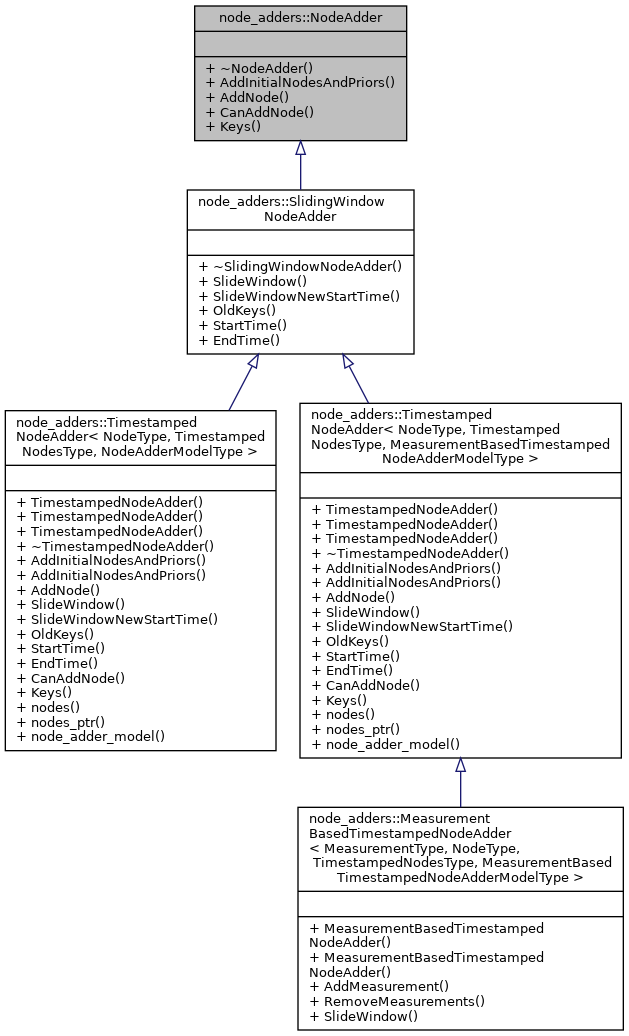 node_adders::NodeAdder
+ ~NodeAdder()
+ AddInitialNodesAndPriors()
+ AddNode()
+ CanAddNode()
+ Keys()
node_adders::SlidingWindow
NodeAdder
+ ~SlidingWindowNodeAdder()
+ SlideWindow()
+ SlideWindowNewStartTime()
+ OldKeys()
+ StartTime()
+ EndTime()
node_adders::Timestamped
NodeAdder< NodeType, Timestamped
NodesType, NodeAdderModelType >
+ TimestampedNodeAdder()
+ TimestampedNodeAdder()
+ TimestampedNodeAdder()
+ ~TimestampedNodeAdder()
+ AddInitialNodesAndPriors()
+ AddInitialNodesAndPriors()
+ AddNode()
+ SlideWindow()
+ SlideWindowNewStartTime()
+ OldKeys()
+ StartTime()
+ EndTime()
+ CanAddNode()
+ Keys()
+ nodes()
+ nodes_ptr()
+ node_adder_model()
node_adders::Timestamped
NodeAdder< NodeType, Timestamped
NodesType, MeasurementBasedTimestamped
NodeAdderModelType >
+ TimestampedNodeAdder()
+ TimestampedNodeAdder()
+ TimestampedNodeAdder()
+ ~TimestampedNodeAdder()
+ AddInitialNodesAndPriors()
+ AddInitialNodesAndPriors()
+ AddNode()
+ SlideWindow()
+ SlideWindowNewStartTime()
+ OldKeys()
+ StartTime()
+ EndTime()
+ CanAddNode()
+ Keys()
+ nodes()
+ nodes_ptr()
+ node_adder_model()
node_adders::Measurement
BasedTimestampedNodeAdder
< MeasurementType, NodeType,
TimestampedNodesType, MeasurementBased
TimestampedNodeAdderModelType >
+ MeasurementBasedTimestamped
NodeAdder()
+ MeasurementBasedTimestamped
NodeAdder()
+ AddMeasurement()
+ RemoveMeasurements()
+ SlideWindow()